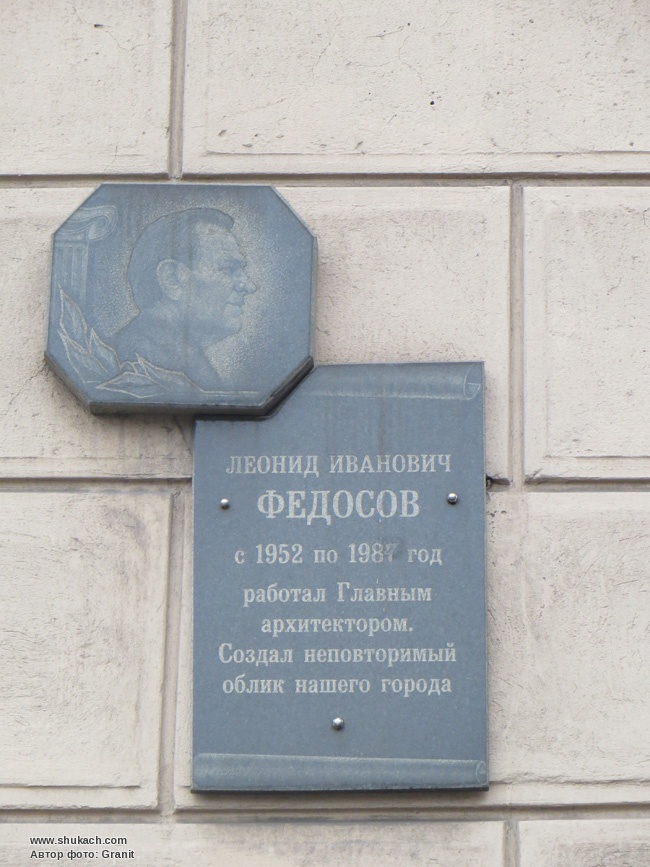 ЛЕОНИД ИВАНОВИЧ
ФЕДОСОВ
с 1952 по год
работал Главным
архитектором.
Создал неповторимый
облик нашего города
www.shukach.com
Автор фото: Granit